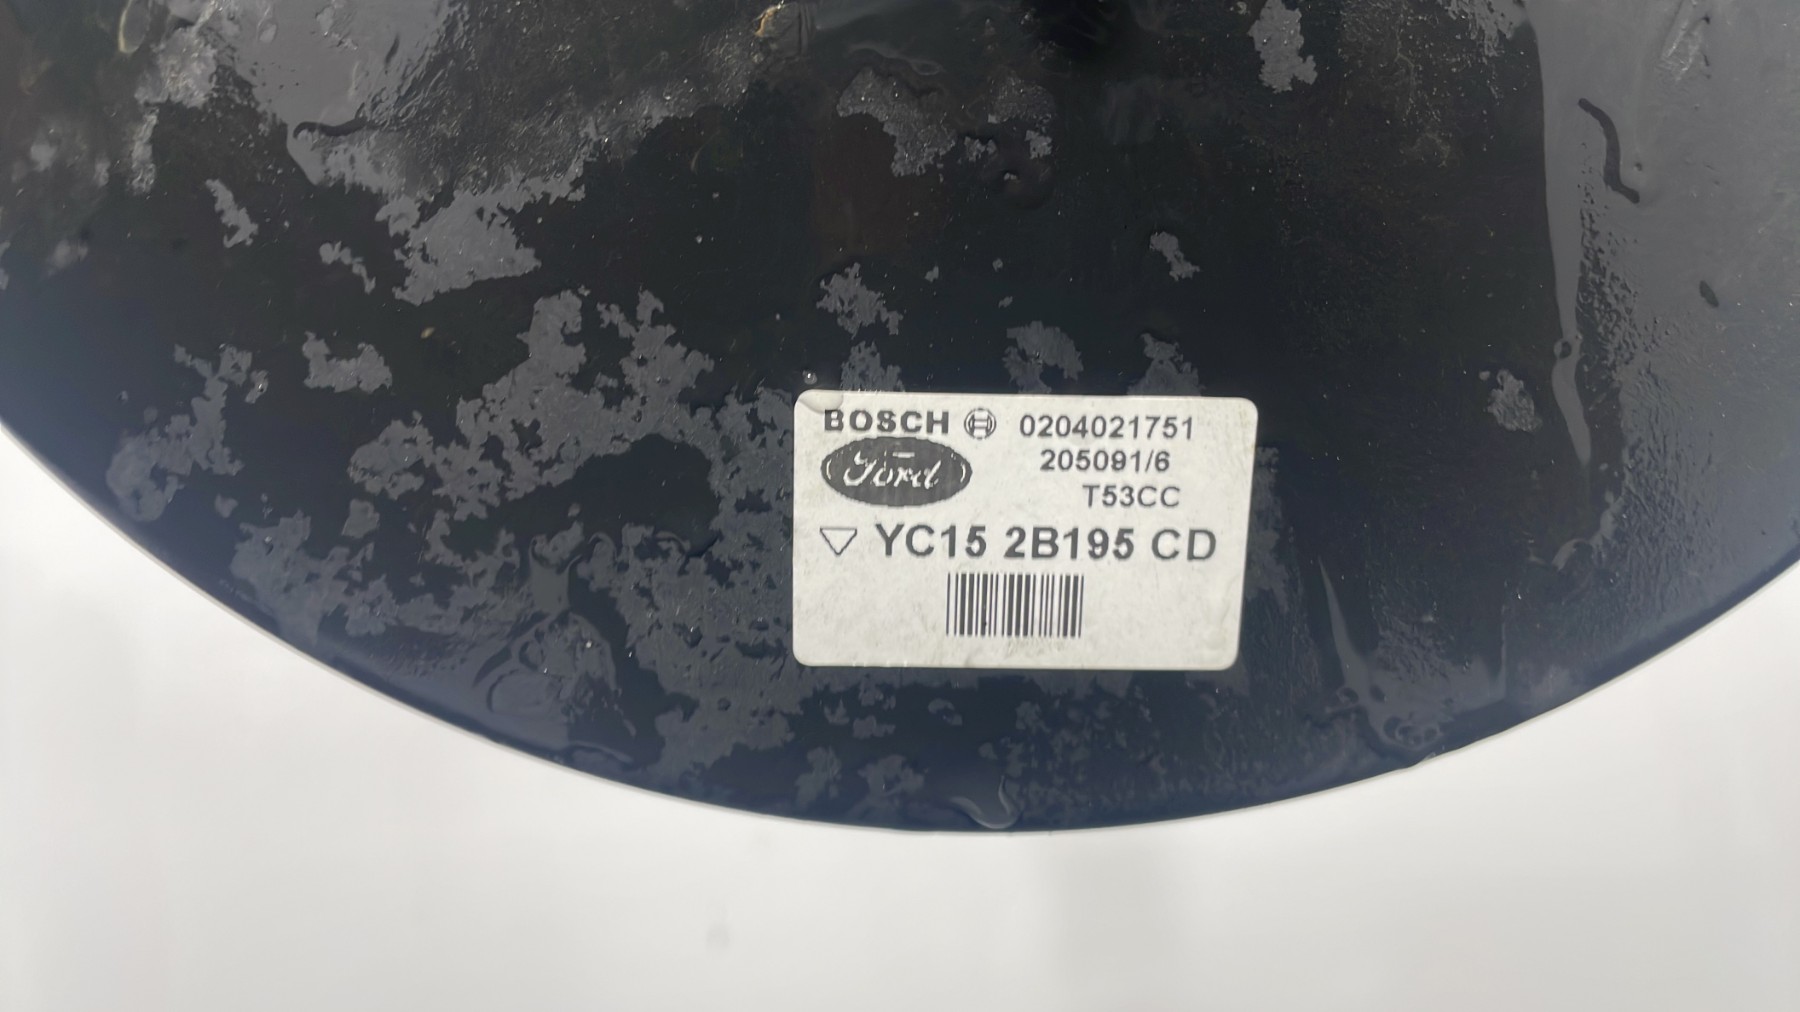 BOSCH 0204021751
Ford 205091/6
T53CC
YC15 2B195 CD